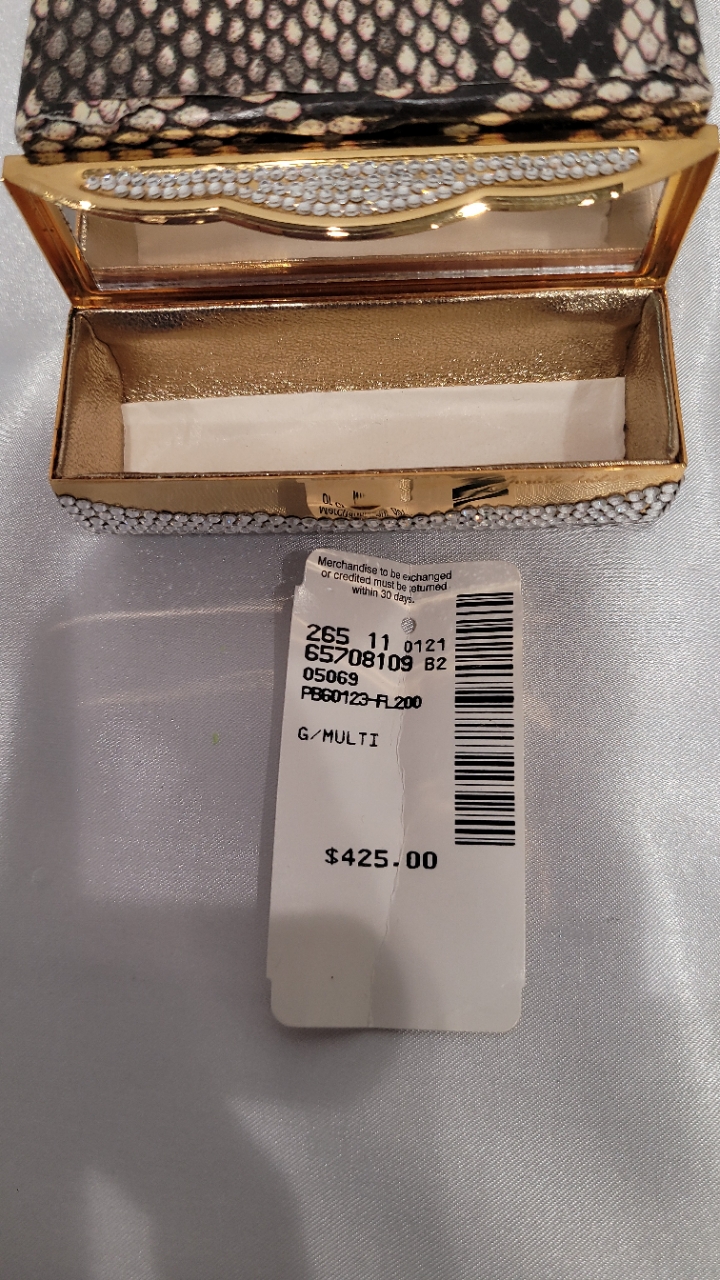 Merchandise to be exchanged
or credited must be returned
within 30 days.
265 11 0121
65708109 B2
05069
PB60123-FL200
G/MULTI
$425.00